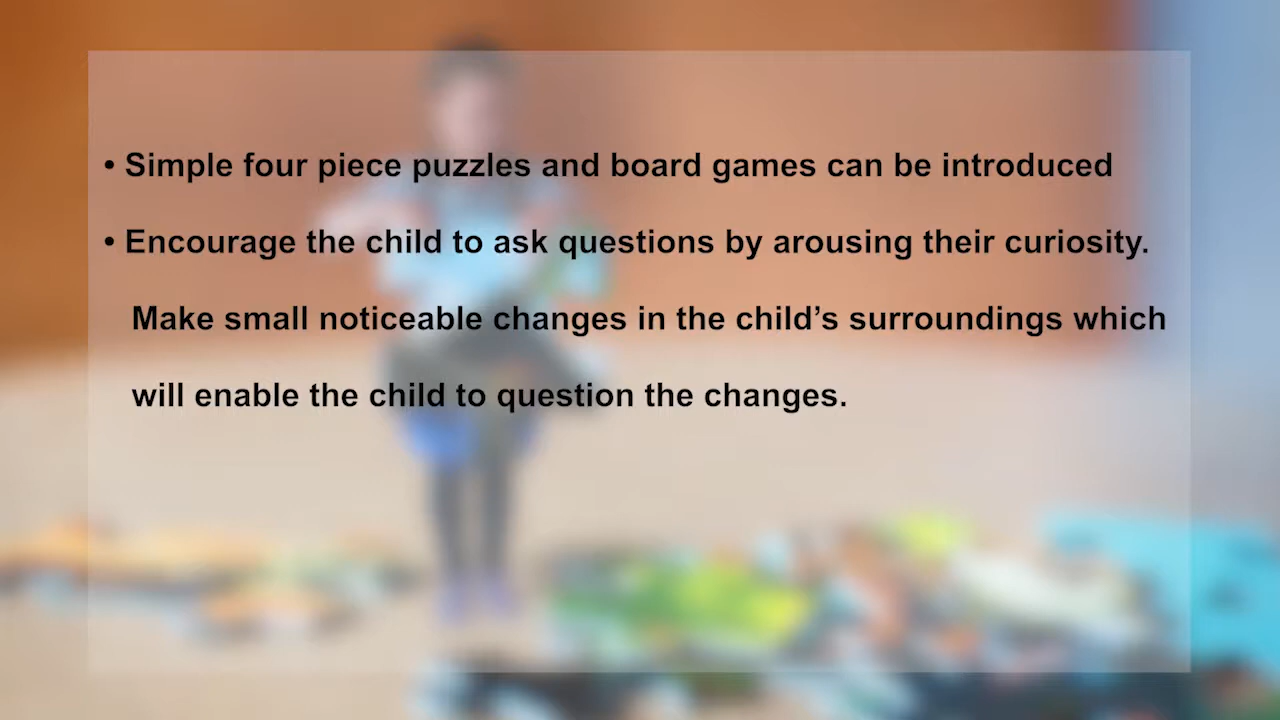 • Simple four piece puzzles and board games can be introduced
• Encourage the child to ask questions by arousing their curiosity.
Make small noticeable changes in the child’s surroundings which
will enable the child to question the changes.